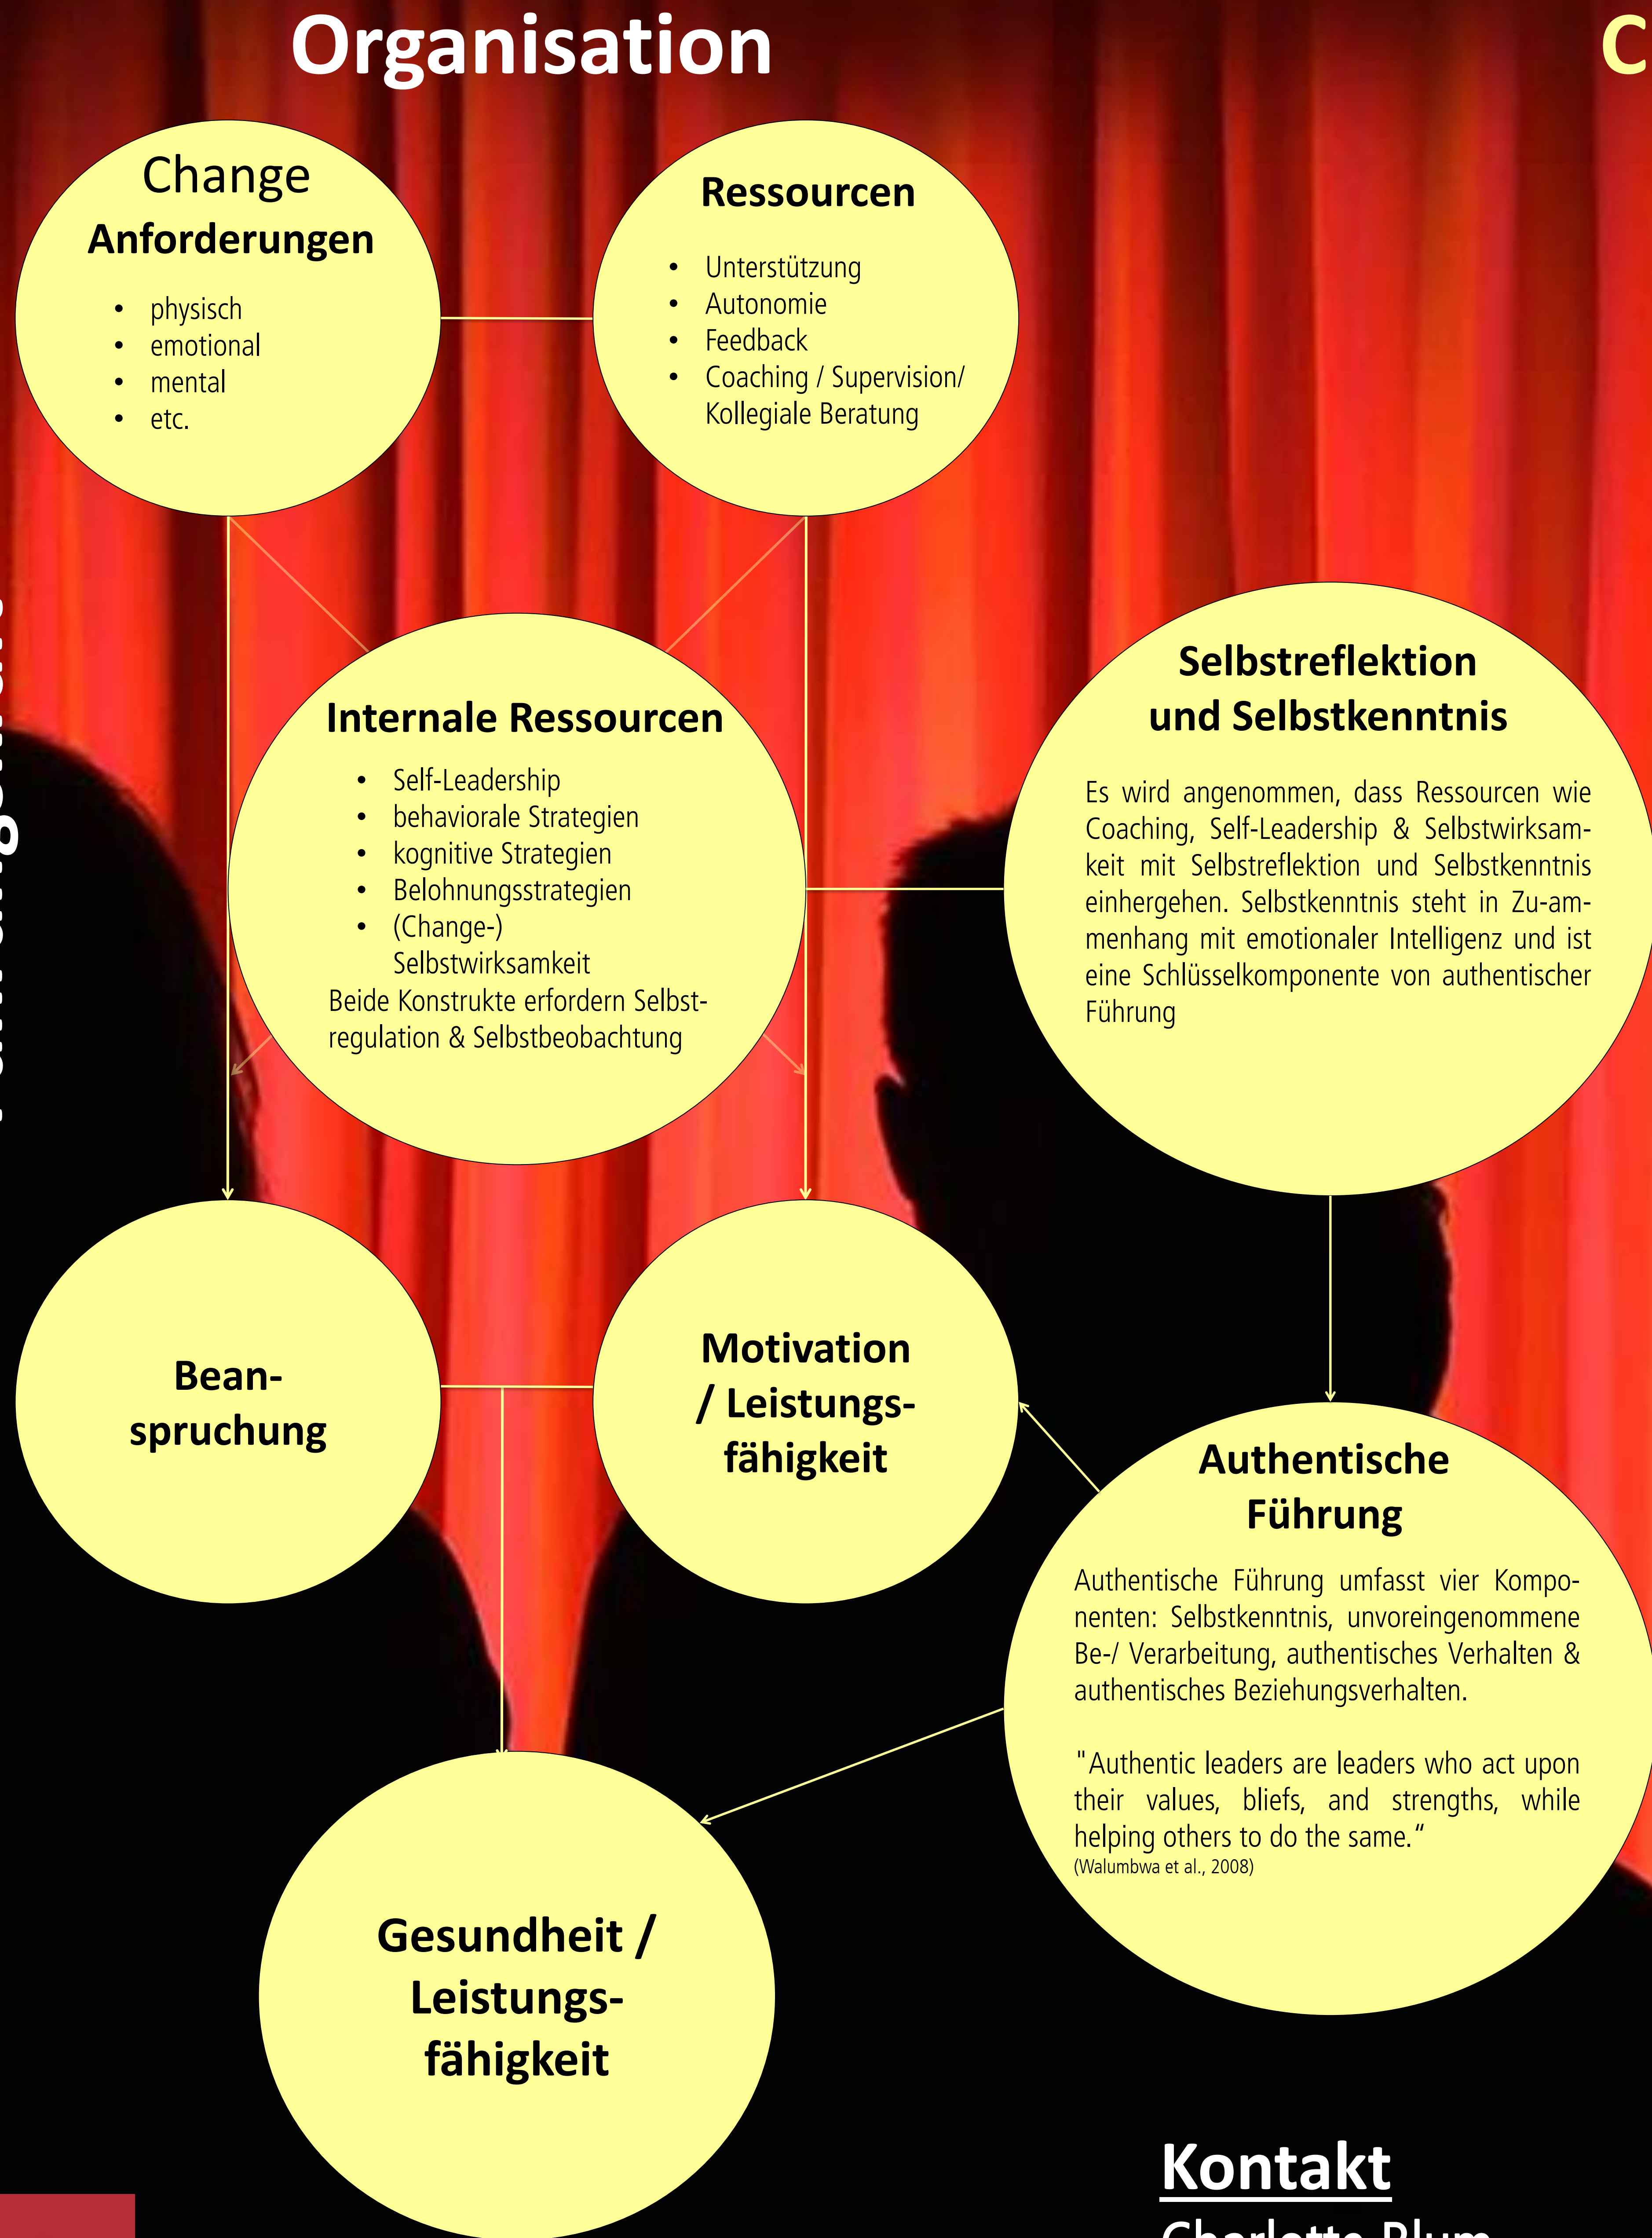 Organisation
C
Change
Anforderungen
• physisch
• emotional
• mental
• etc.
Ressourcen
• Unterstützung
• Autonomie
• Feedback
• Coaching / Supervision/
Kollegiale Beratung
Internale Ressourcen
• Self-Leadership
• behaviorale Strategien
• kognitive Strategien
• Belohnungsstrategien
• (Change-)
Selbstwirksamkeit
Beide Konstrukte erfordern Selbst-
regulation & Selbstbeobachtung
Selbstreflektion
und Selbstkenntnis
Es wird angenommen, dass Ressourcen wie
Coaching, Self-Leadership & Selbstwirksam-
keit mit Selbstreflektion und Selbstkenntnis
einhergehen. Selbstkenntnis steht in Zu-am-
menhang mit emotionaler Intelligenz und ist
eine Schlüsselkomponente von authentischer
Führung
Bean-
spruchung
Motivation
/ Leistungs-
fähigkeit
Authentische
Führung
Authentische Führung umfasst vier Kompo-
nenten: Selbstkenntnis, unvoreingenommene
Be-/ Verarbeitung, authentisches Verhalten &
authentisches Beziehungsverhalten.
"Authentic leaders are leaders who act upon
their values, bliefs, and strengths, while
helping others to do the same.“
(Walumbwa et al., 2008)
Gesundheit /
Leistungs-
fähigkeit
Kontakt
Charlotte Blum